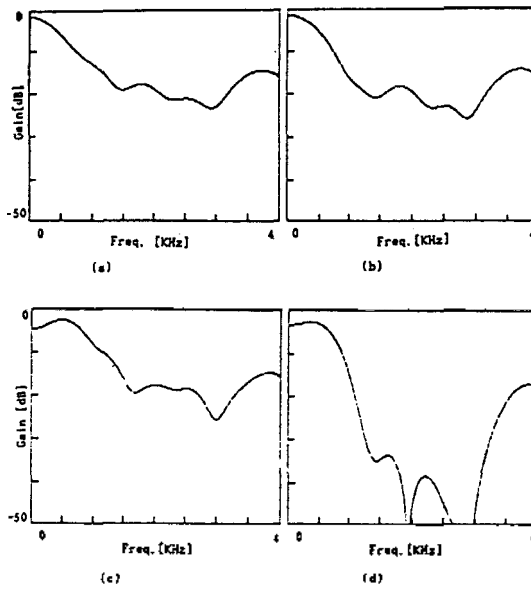 0
Gain[dB]
-50
0 4 0
Freq. [KHz] Freq. [KHz]
(a) (b)
0
Gain [dB]
-50
0 4 0
Freq.[KHz] Freq.[KHz]
(c) (d)